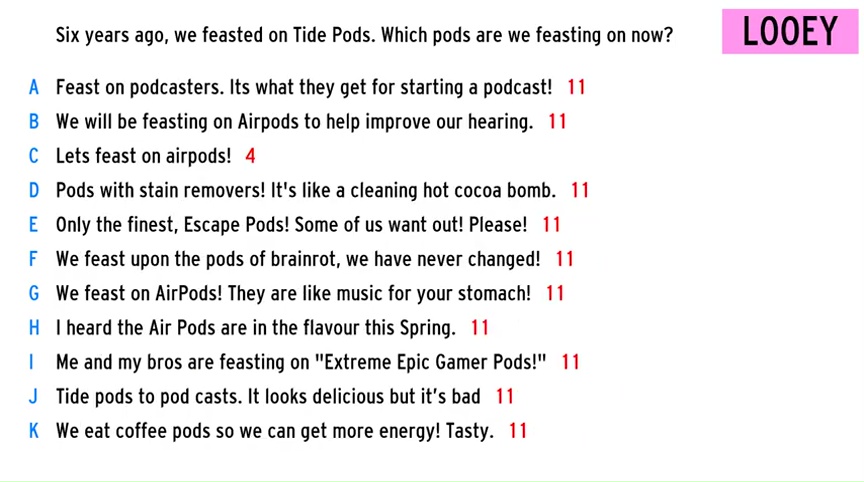 Six years ago, we feasted on Tide Pods. Which pods are we feasting on now?
LOOEY
A Feast on podcasters. Its what they get for starting a podcast! 11
B We will be feasting on Airpods to help improve our hearing. 11
C Lets feast on airpods! 4
D Pods with stain removers! It's like a cleaning hot cocoa bomb. 11
E Only the finest, Escape Pods! Some of us want out! Please! 11
F We feast upon the pods of brainrot, we have never changed! 11
G We feast on AirPods! They are like music for your stomach! 11
H I heard the Air Pods are in the flavour this Spring. 11
I Me and my bros are feasting on "Extreme Epic Gamer Pods!" 11
J Tide pods to pod casts. It looks delicious but it’s bad 11
K We eat coffee pods so we can get more energy! Tasty. 11